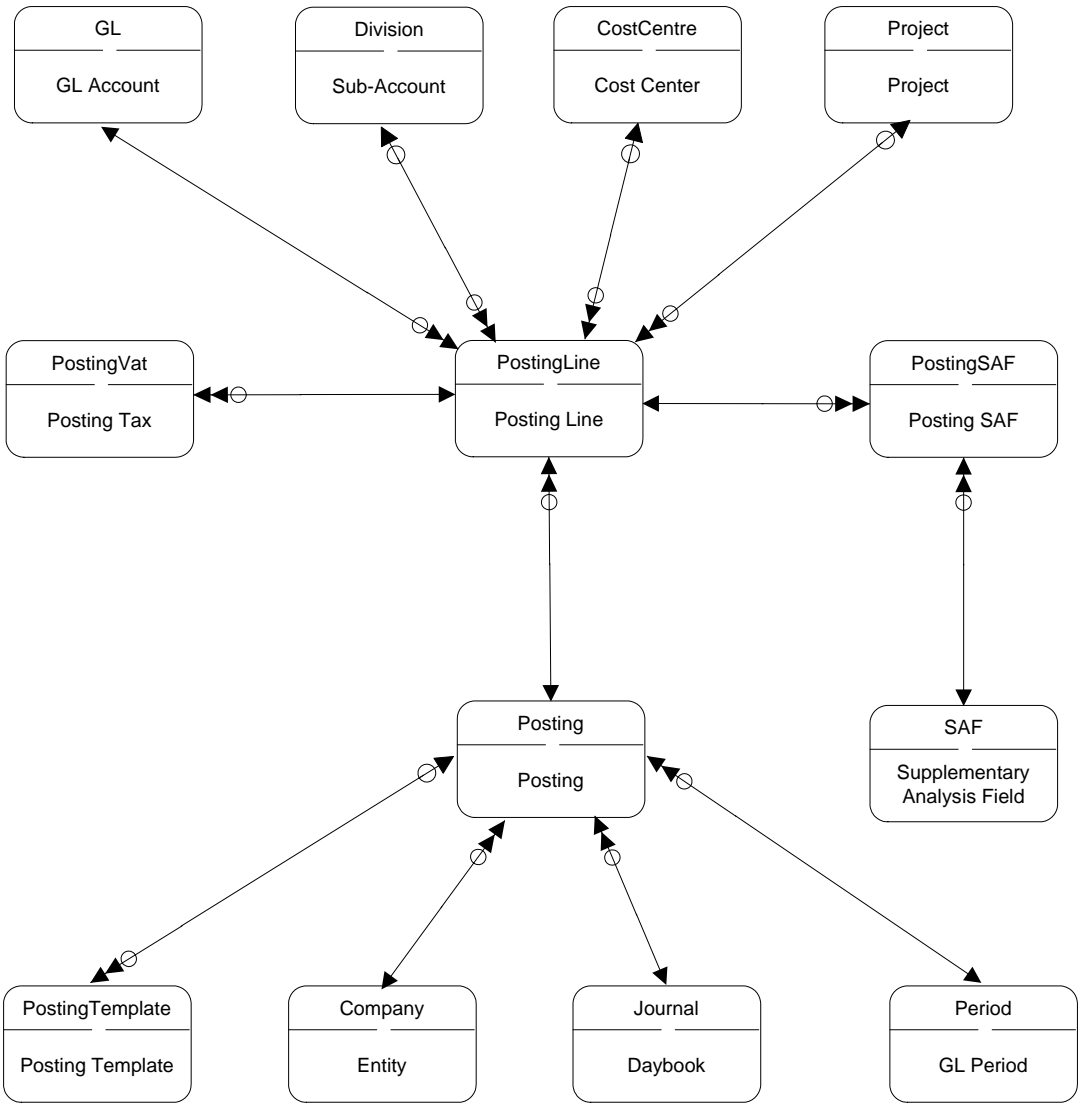 GL
GL Account
Division
Sub-Account
CostCentre
Cost Center
Project
Project
PostingVat
Posting Tax
PostingLine
Posting Line
PostingSAF
Posting SAF
Posting
Posting
SAF
Supplementary
Analysis Field
PostingTemplate
Posting Template
Company
Entity
Journal
Daybook
Period
GL Period